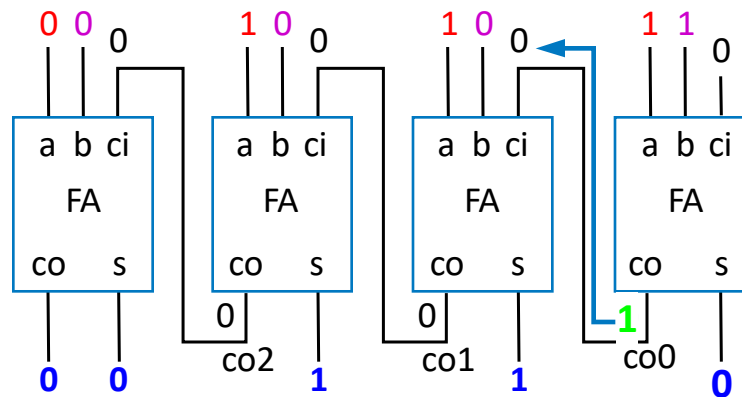 0 0 0 1 0 0 1 0 0 1 1 0
a b ci a b ci a b ci a b ci
FA FA FA FA
co s co s co s co s
0 0 1
co2 co1 co0
0 0 1 1 0